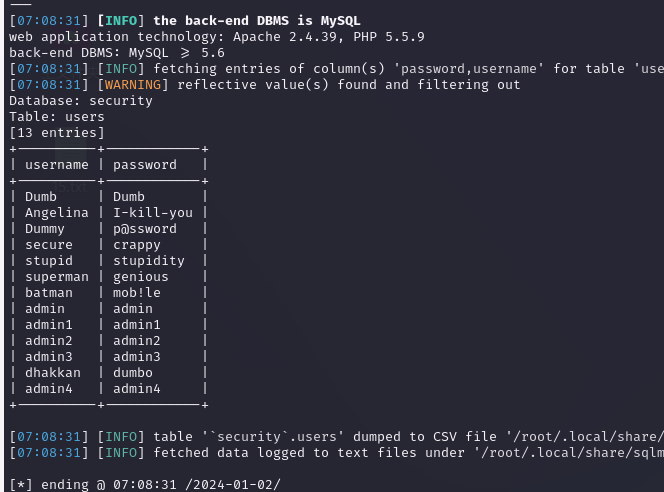 ---
[07:08:31] [INFO] the back-end DBMS is MySQL
web application technology: Apache 2.4.39, PHP 5.5.9
back-end DBMS: MySQL ≥ 5.6
[07:08:31] [INFO] fetching entries of column(s) 'password,username' for table 'use
[07:08:31] [WARNING] reflective value(s) found and filtering out
Database: security
Table: users
[13 entries]
+----------+------------+
| username | password   |
+----------+------------+
| Dumb     | Dumb       |
| Angelina | I-kill-you |
| Dummy    | p@ssword   |
| secure   | crappy     |
| stupid   | stupidity  |
| superman | genious    |
| batman   | mob!le     |
| admin    | admin      |
| admin1   | admin1     |
| admin2   | admin2     |
| admin3   | admin3     |
| dhakkan  | dumbo      |
| admin4   | admin4     |
+----------+------------+
[07:08:31] [INFO] table '`security`.users' dumped to CSV file '/root/.local/share/
[07:08:31] [INFO] fetched data logged to text files under '/root/.local/share/sqlm
[*] ending @ 07:08:31 /2024-01-02/